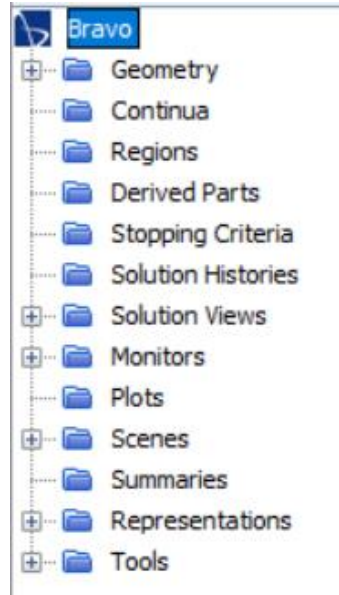 Bravo
Geometry
Continua
Regions
Derived Parts
Stopping Criteria
Solution Histories
Solution Views
Monitors
Plots
Scenes
Summaries
Representations
Tools